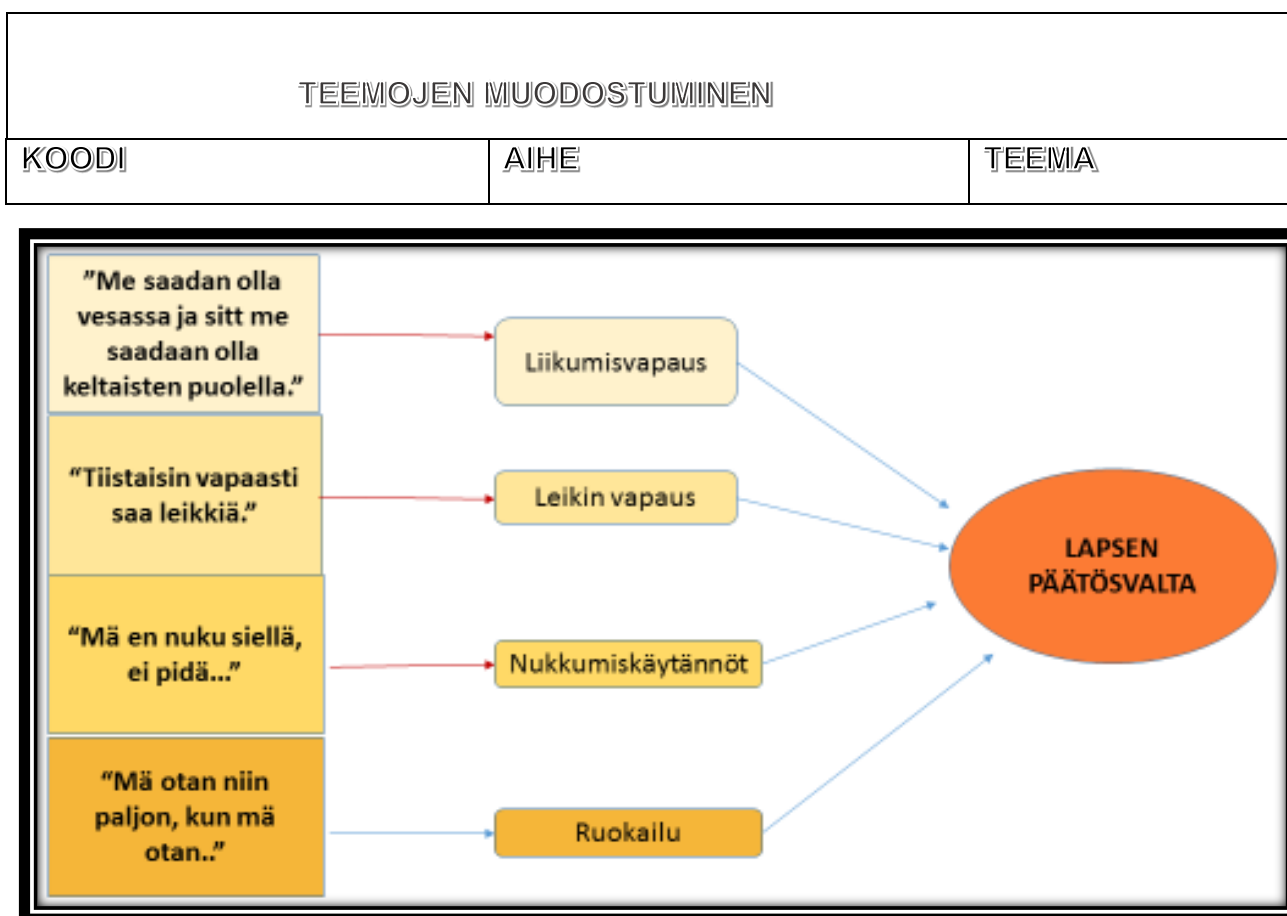 TEEMOJEN MUODOSTUMINEN
KOODI
AIHE
TEEMA
”Me saadan olla
vesassa ja sitt me
saadaan olla
keltaisten puolella.”
Liikumisvapaus
“Tiistaisin vapaasti
saa leikkiä.”
Leikin vapaus
“Mä en nuku siellä,
ei pidä...”
Nukkumiskäytännöt
“Mä otan niin
paljon, kun mä
otan..”
Ruokailu
LAPSEN
PÄÄTÖSVALTA